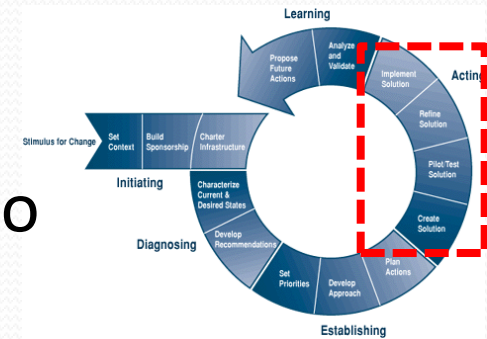 Learning
Propose
Future
Actions
Analyze
and
Validate
Implement
Solution
Acting
Refine
Solution
Pilot/Test
Solution
Create
Solution
Stimulus for Change
Set
Context
Build
Sponsorship
Charter
Infrastructure
Initiating
Characterize
Current &
Desired States
Diagnosing
Develop
Recommendations
Set
Priorities
Develop
Approach
Plan
Actions
Establishing
o